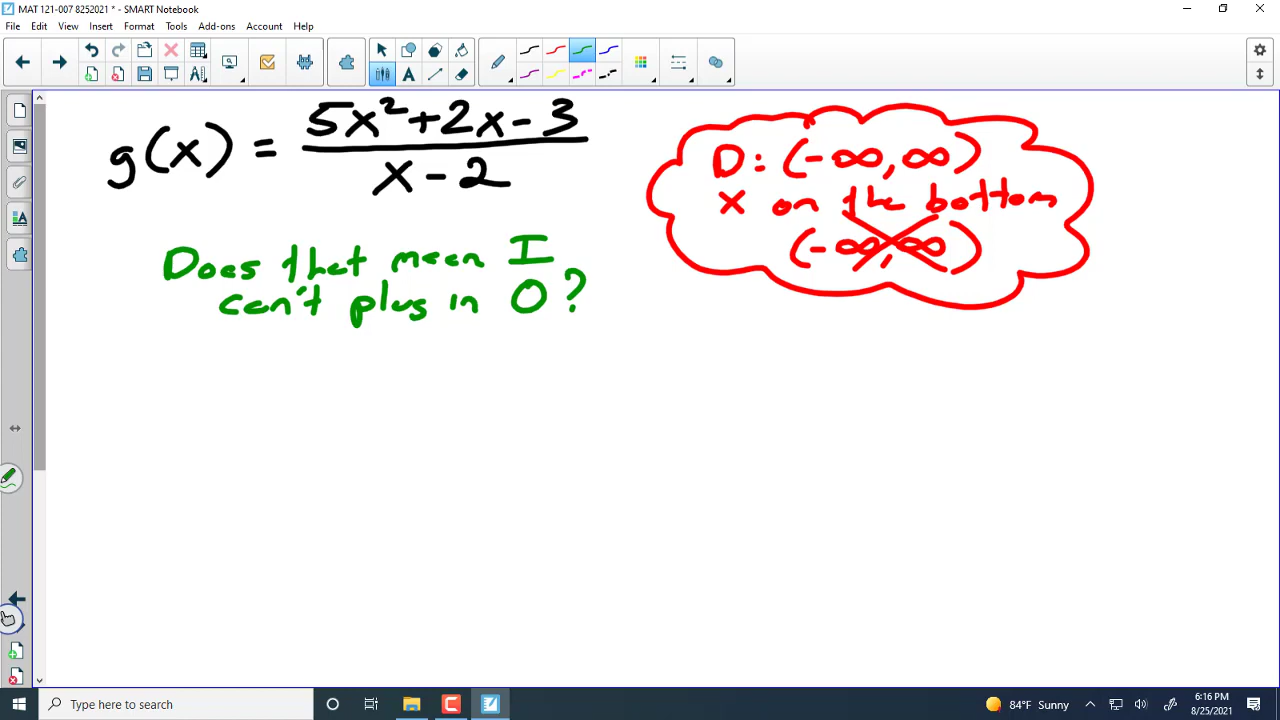 MAT 121-007 8252021 * - SMART Notebook
File Edit View Insert Format Tools Add-ons Account Help
g(x) = 5x²+2x-3
x-2
D: (-∞,∞)
x on the bottom
(-∞,∞)
Does that mean I
can't plug in 0?
Type here to search
84°F Sunny
6:16 PM
8/25/2021